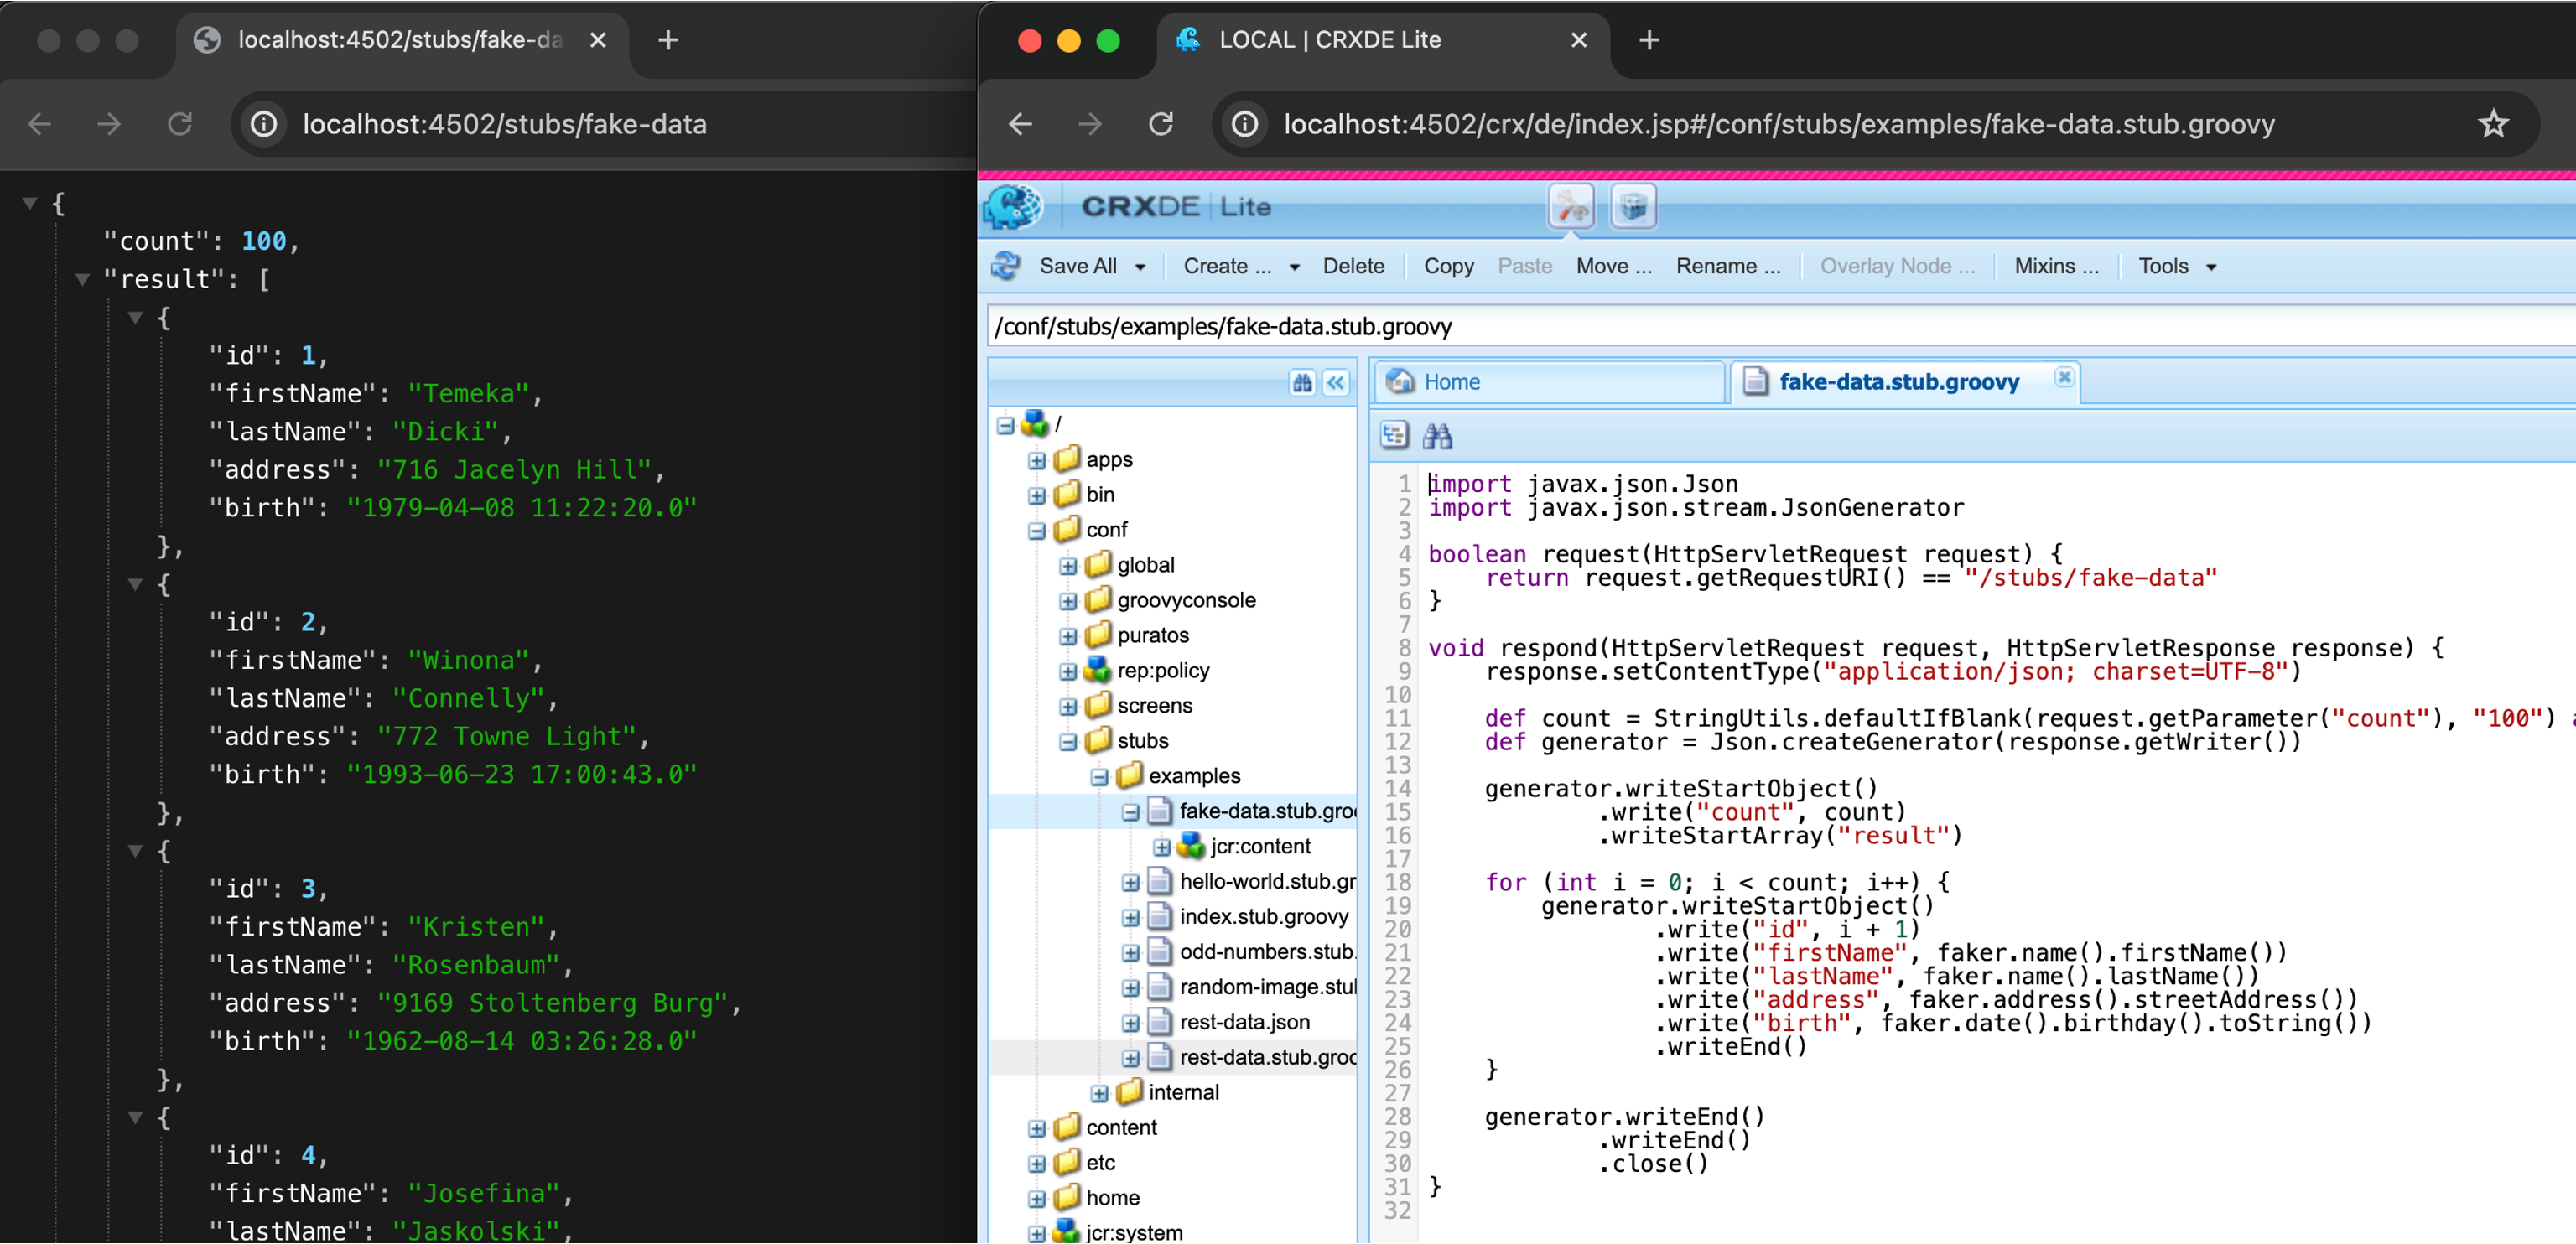 localhost:4502/stubs/fake-da
localhost:4502/stubs/fake-data
{
"count": 100,
"result": [
{
"id": 1,
"firstName": "Temeka",
"lastName": "Dicki",
"address": "716 Jacelyn Hill",
"birth": "1979-04-08 11:22:20.0"
},
{
"id": 2,
"firstName": "Winona",
"lastName": "Connelly",
"address": "772 Towne Light",
"birth": "1993-06-23 17:00:43.0"
},
{
"id": 3,
"firstName": "Kristen",
"lastName": "Rosenbaum",
"address": "9169 Stoltenberg Burg",
"birth": "1962-08-14 03:26:28.0"
},
{
"id": 4,
"firstName": "Josefina",
"lastName": "Jaskolski",
LOCAL | CRXDE Lite
localhost:4502/crx/de/index.jsp#/conf/stubs/examples/fake-data.stub.groovy
CRXDE | Lite
Save All Create ... Delete Copy Paste Move ... Rename ... Overlay Node ... Mixins ... Tools
/conf/stubs/examples/fake-data.stub.groovy
/
apps
bin
conf
global
groovyconsole
puratos
rep:policy
screens
stubs
examples
fake-data.stub.groo
jcr:content
hello-world.stub.gr
index.stub.groovy
odd-numbers.stub.
random-image.stul
rest-data.json
rest-data.stub.groo
internal
content
etc
home
jcr:system
Home fake-data.stub.groovy
1 import javax.json.Json
2 import javax.json.stream.JsonGenerator
3
4 boolean request(HttpServletRequest request) {
5 return request.getRequestURI() == "/stubs/fake-data"
6 }
7
8 void respond(HttpServletRequest request, HttpServletResponse response) {
9 response.setContentType("application/json; charset=UTF-8")
10
11 def count = StringUtils.defaultIfBlank(request.getParameter("count"), "100") a
12 def generator = Json.createGenerator(response.getWriter())
13
14 generator.writeStartObject()
15 .write("count", count)
16 .writeStartArray("result")
17
18 for (int i = 0; i < count; i++) {
19 generator.writeStartObject()
20 .write("id", i + 1)
21 .write("firstName", faker.name().firstName())
22 .write("lastName", faker.name().lastName())
23 .write("address", faker.address().streetAddress())
24 .write("birth", faker.date().birthday().toString())
25 .writeEnd()
26 }
27
28 generator.writeEnd()
29 .writeEnd()
30 .close()
31 }
32